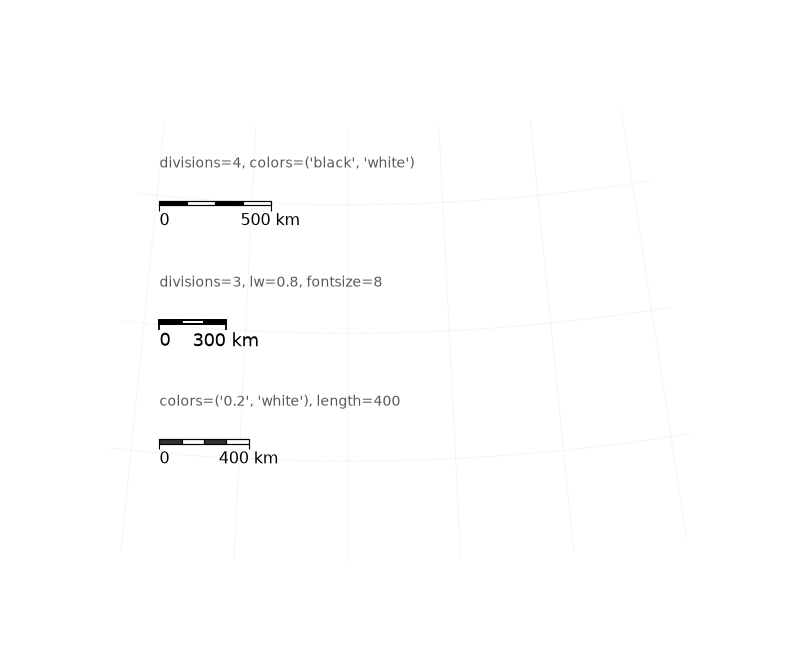 divisions=4, colors=('black', 'white')
0 500 km
divisions=3, lw=0.8, fontsize=8
0 300 km
colors=('0.2', 'white'), length=400
0 400 km